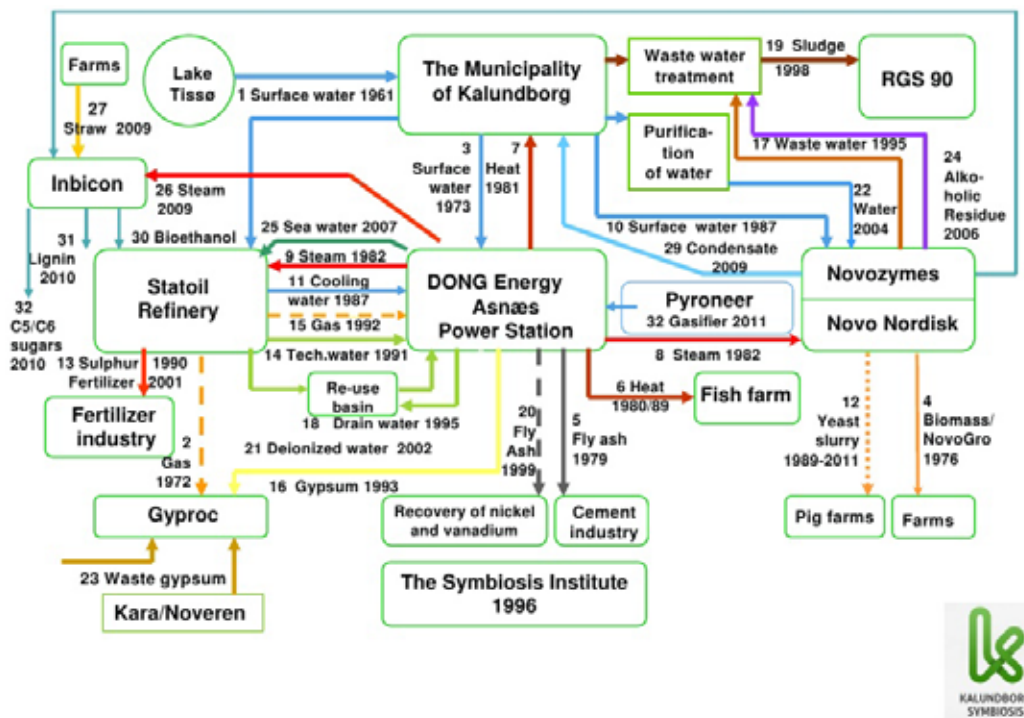 Farms
Lake
Tissø
The Municipality
of Kalundborg
Waste water
treatment
19 Sludge
1998
RGS 90
1 Surface water 1961
27
Straw 2009
Inbicon
26 Steam
2009
3
Surface
water
1973
7
Heat
1981
Purifica-
tion
of water
17 Waste water 1995
24
Alko-
holic
Residue
2006
22
Water
2004
10 Surface water 1987
29 Condensate
2009
25 Sea water 2007
30 Bioethanol
31
Lignin
2010
32
C5/C6
sugars
2010
9 Steam 1982
Statoil
Refinery
11 Cooling
water 1987
15 Gas 1992
14 Tech.water 1991
DONG Energy
Asnæs
Power Station
Pyroneer
32 Gasifier 2011
Novozymes
Novo Nordisk
8 Steam 1982
13 Sulphur 1990
Fertilizer 2001
Fertilizer
industry
Re-use
basin
18 Drain water 1995
6 Heat
1980/89
Fish farm
20
Fly
Ash
1999
5
Fly ash
1979
12
Yeast
slurry
1989-2011
4
Biomass/
NovoGro
1976
2
Gas
1972
21 Deionized water 2002
16 Gypsum 1993
Gyproc
Recovery of nickel
and vanadium
Cement
industry
Pig farms
Farms
23 Waste gypsum
Kara/Noveren
The Symbiosis Institute
1996
KALUNDBOR
SYMBIOSIS